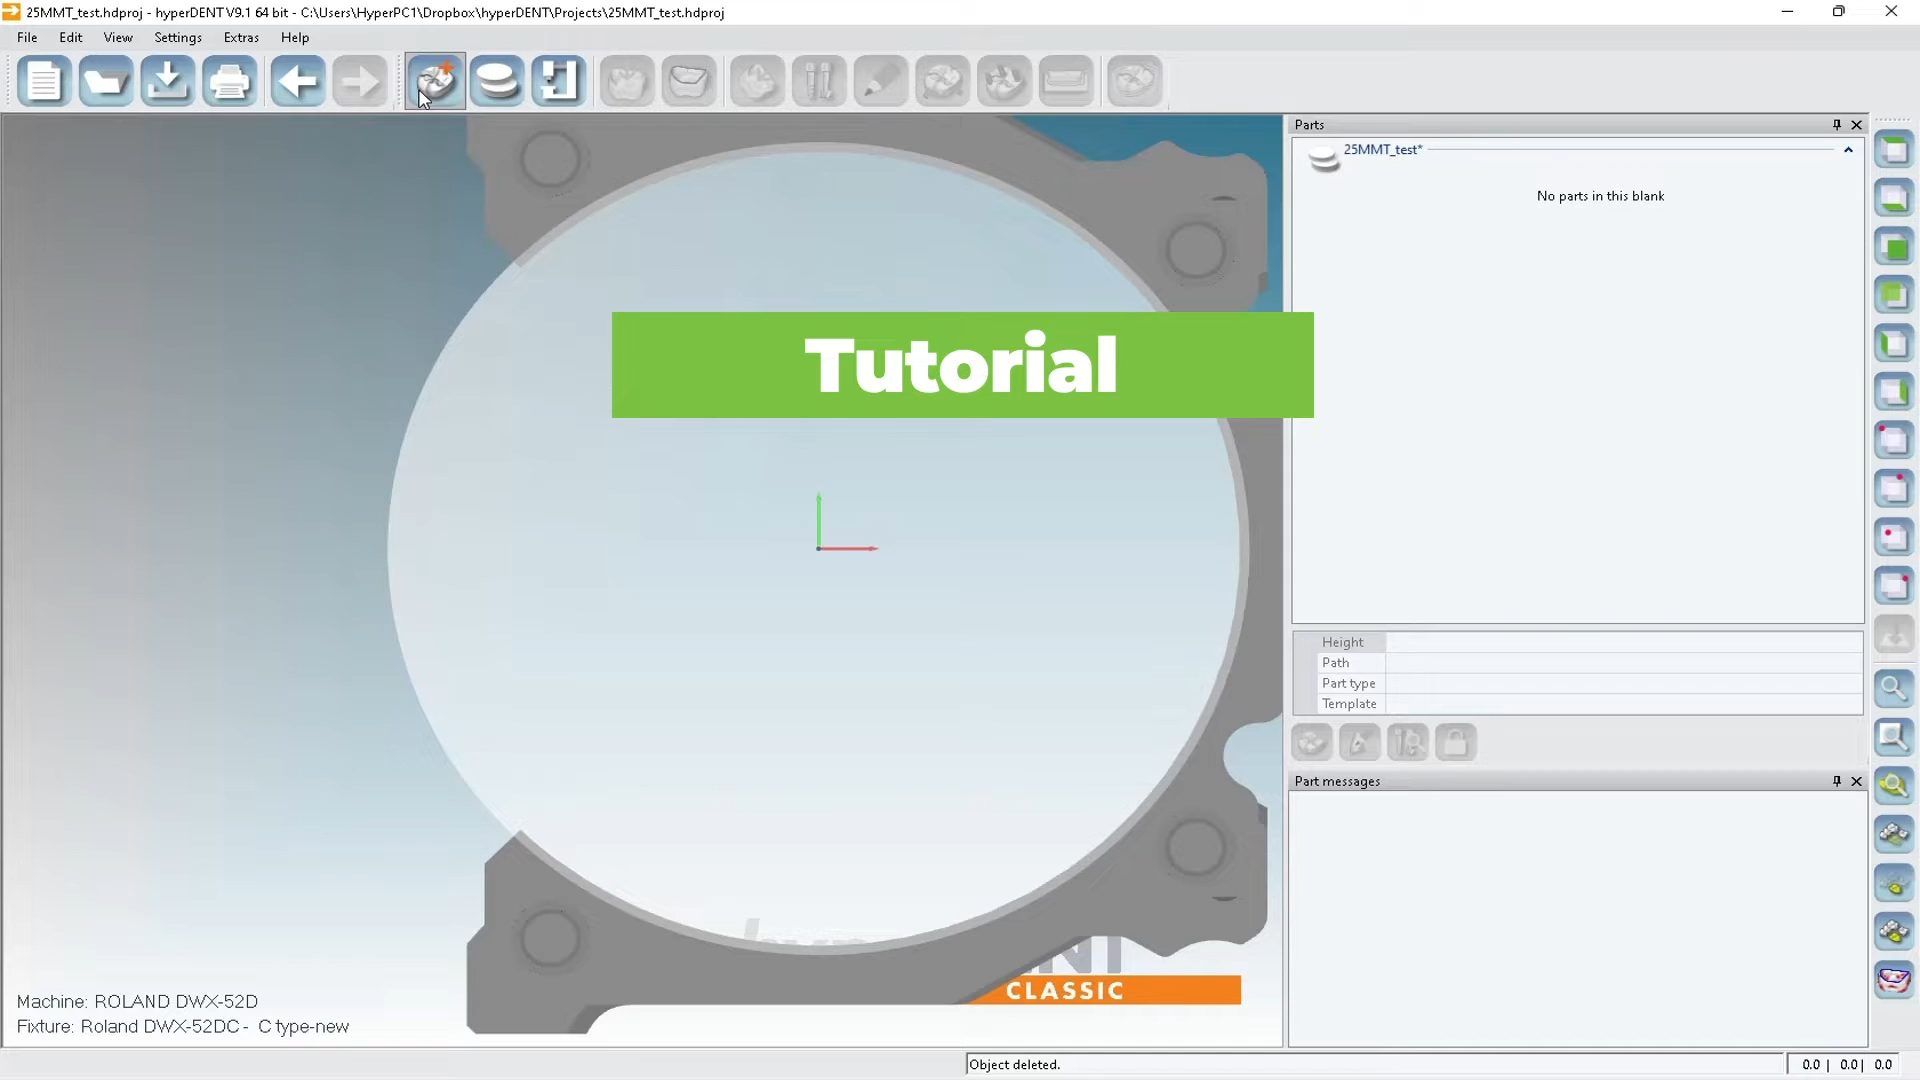 25MMT_test.hdproj - hyperDENT V9.1 64 bit - C:\Users\HyperPC1\Dropbox\hyperDENT\Projects\25MMT_test.hdproj
File Edit View Settings Extras Help
Parts
25MMT_test*
No parts in this blank
Tutorial
Height
Path
Part type
Template
Part messages
CLASSIC
Machine: ROLAND DWX-52D
Fixture: Roland DWX-52DC - C type-new
Object deleted.
0.0 | 0.0 | 0.0